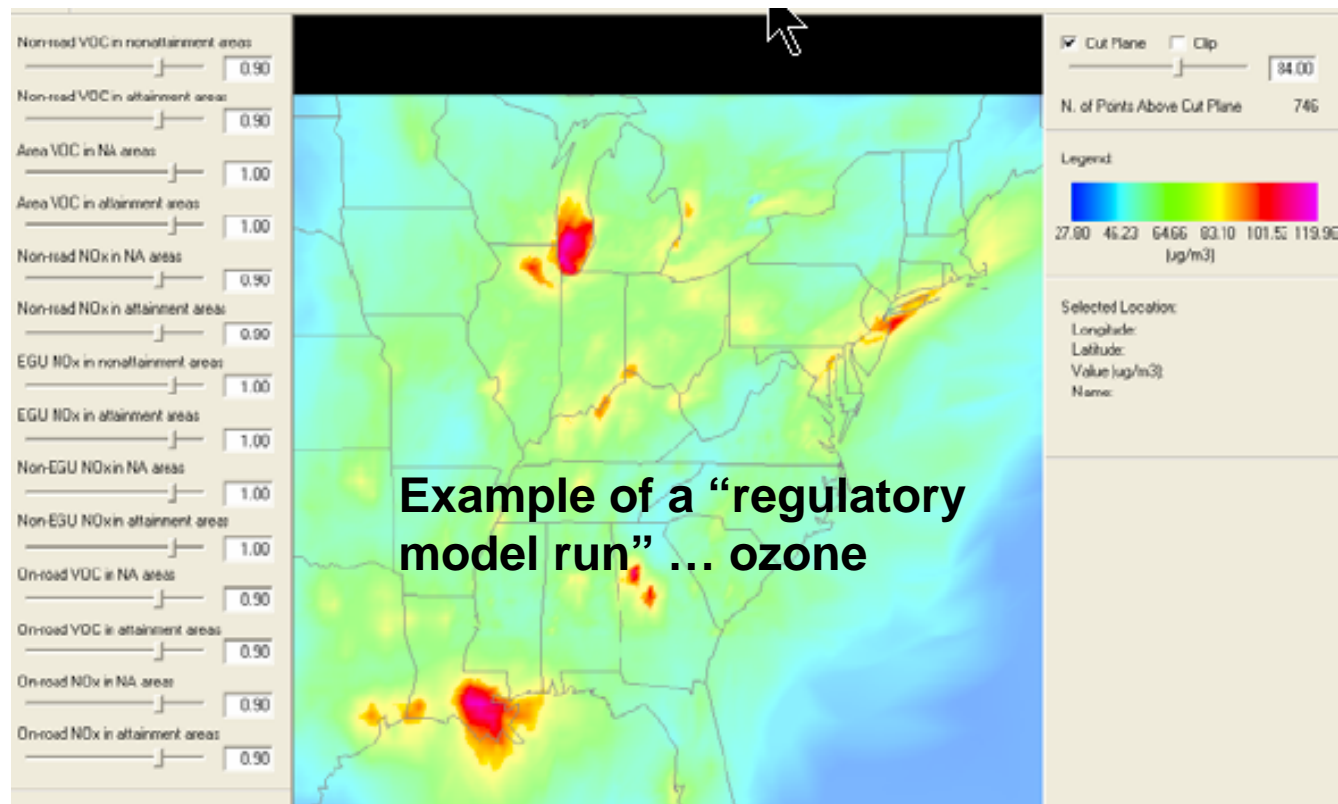 Non-road VOC in nonattainment areas
0.90
Non-road VOC in attainment areas
0.90
Area VOC in NA areas
1.00
Area VOC in attainment areas
1.00
Non-road NOx in NA areas
0.90
Non-road NOx in attainment areas
0.90
EGU NOx in nonattainment areas
1.00
EGU NOx in attainment areas
1.00
Non-EGU NOx in NA areas
1.00
Non-EGU NOx in attainment areas
1.00
On-road VOC in NA areas
0.90
On-road VOC in attainment areas
0.90
On-road NOx in NA areas
0.90
On-road NOx in attainment areas
0.90
Example of a “regulatory
model run” … ozone
Cut Plane Clip
84.00
N. of Points Above Cut Plane 746
Legend:
27.80 46.23 64.66 83.10 101.53 119.96
(ug/m3)
Selected Location:
Longitude:
Latitude:
Value (ug/m3):
Name: